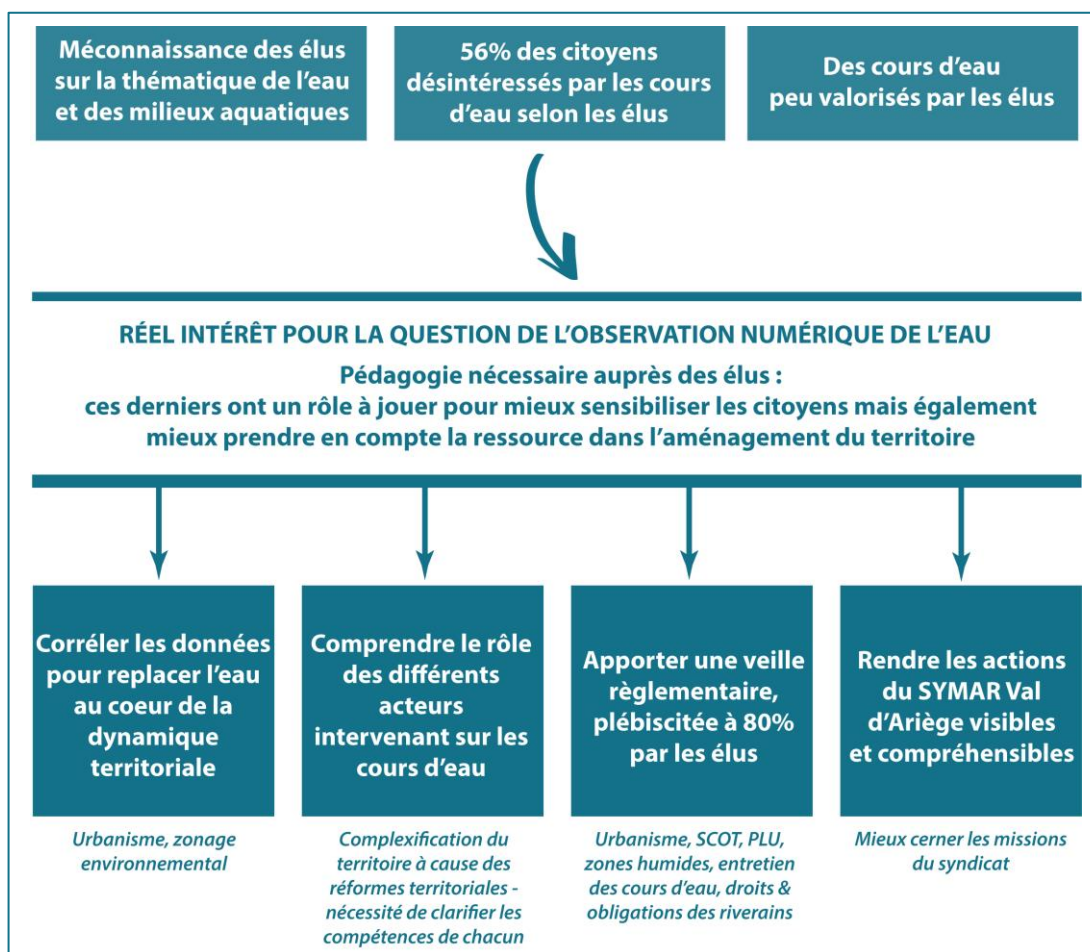 Méconnaissance des élus
sur la thématique de l'eau
et des milieux aquatiques
56% des citoyens
désintéressés par les cours
d'eau selon les élus
Des cours d'eau
peu valorisés par les élus
RÉEL INTÉRÊT POUR LA QUESTION DE L'OBSERVATION NUMÉRIQUE DE L'EAU
Pédagogie nécessaire auprès des élus :
ces derniers ont un rôle à jouer pour mieux sensibiliser les citoyens mais également
mieux prendre en compte la ressource dans l'aménagement du territoire
Corréler les données
pour replacer l'eau
au coeur de la
dynamique
territoriale
Urbanisme, zonage
environnemental
Comprendre le rôle
des différents
acteurs
intervenant sur les
cours d'eau
Complexification du
territoire à cause des
réformes territoriales -
nécessité de clarifier les
compétences de chacun
Apporter une veille
règlementaire,
plébiscitée à 80%
par les élus
Urbanisme, SCOT, PLU,
zones humides, entretien
des cours d'eau, droits &
obligations des riverains
Rendre les actions
du SYMAR Val
d'Ariège visibles
et compréhensibles
Mieux cerner les missions
du syndicat